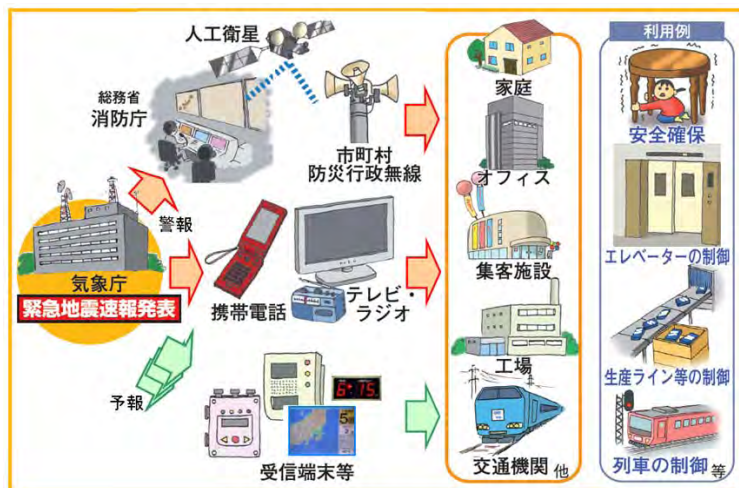 人工衛星
総務省
消防庁
市町村
防災行政無線
警報
気象庁
緊急地震速報発表
携帯電話
テレビ・
ラジオ
予報
6:15
5
受信端末等
家庭
オフィス
集客施設
工場
交通機関 他
利用例
安全確保
エレベーターの制御
生産ライン等の制御
列車の制御 等